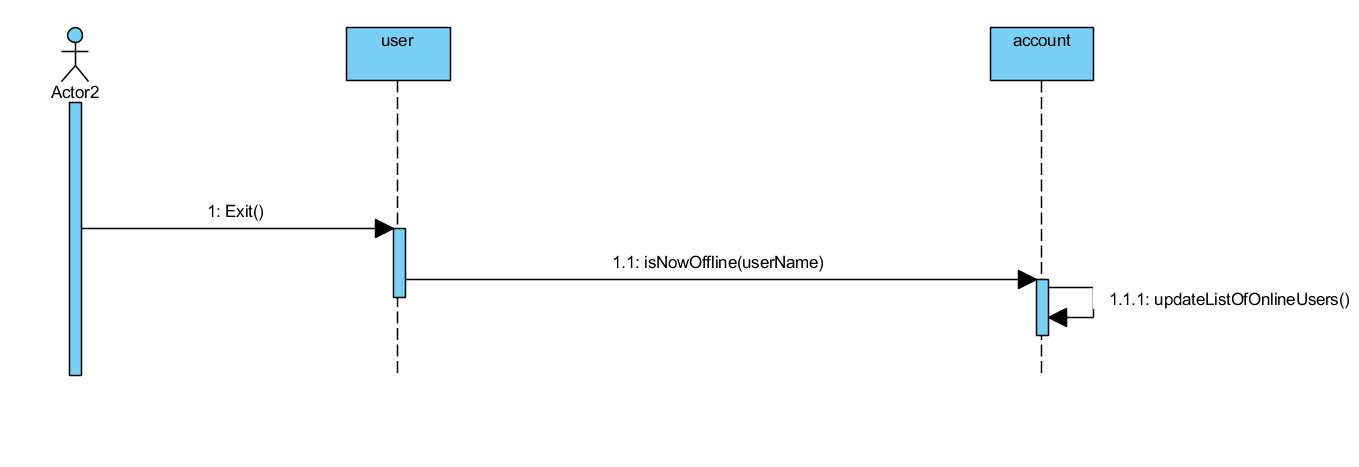 user
account
Actor2
1: Exit()
1.1: isNowOffline(userName)
1.1.1: updateListOfOnlineUsers()